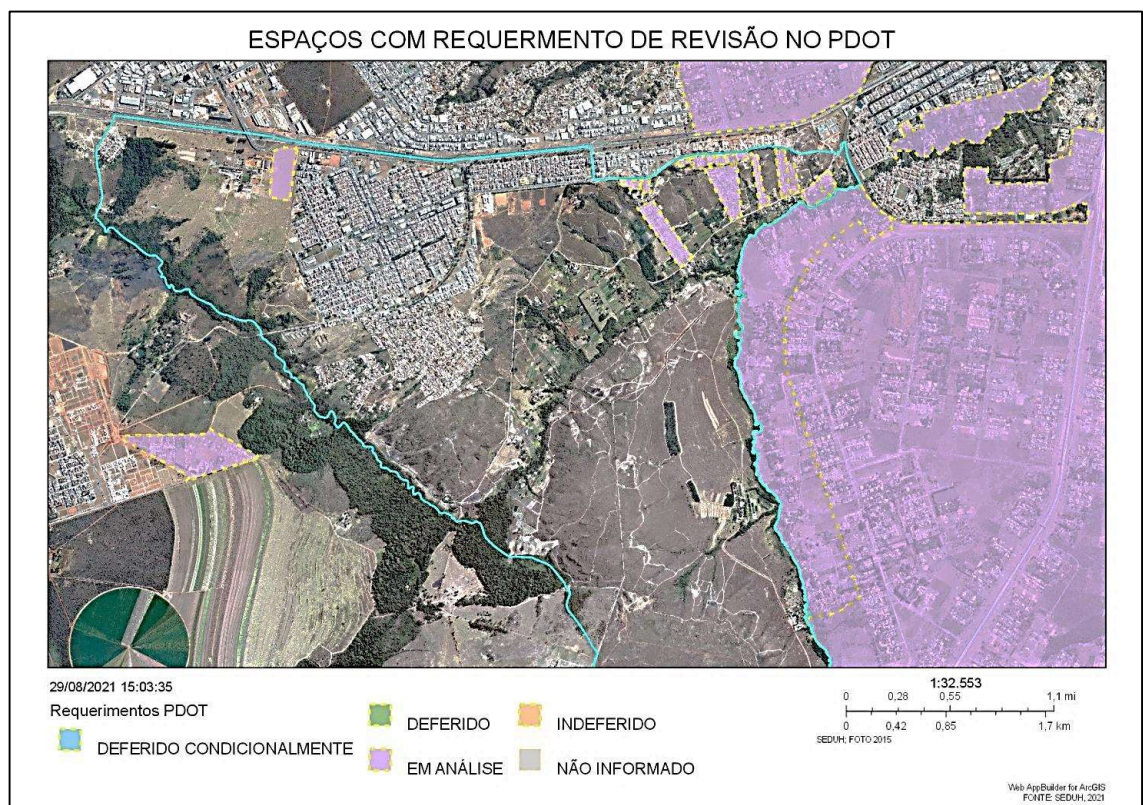 ESPAÇOS COM REQUERMENTO DE REVISÃO NO PDOT
29/08/2021 15:03:35
Requerimentos PDOT
DEFERIDO CONDICIONALMENTE
DEFERIDO
EM ANÁLISE
INDEFERIDO
NÃO INFORMADO
1:32.553
0 0,28 0,55 1,1 mi
0 0,42 0,85 1,7 km
SEDUH; FOTO 2015
Web AppBuilder for ArcGIS
FONTE: SEDUH, 2021